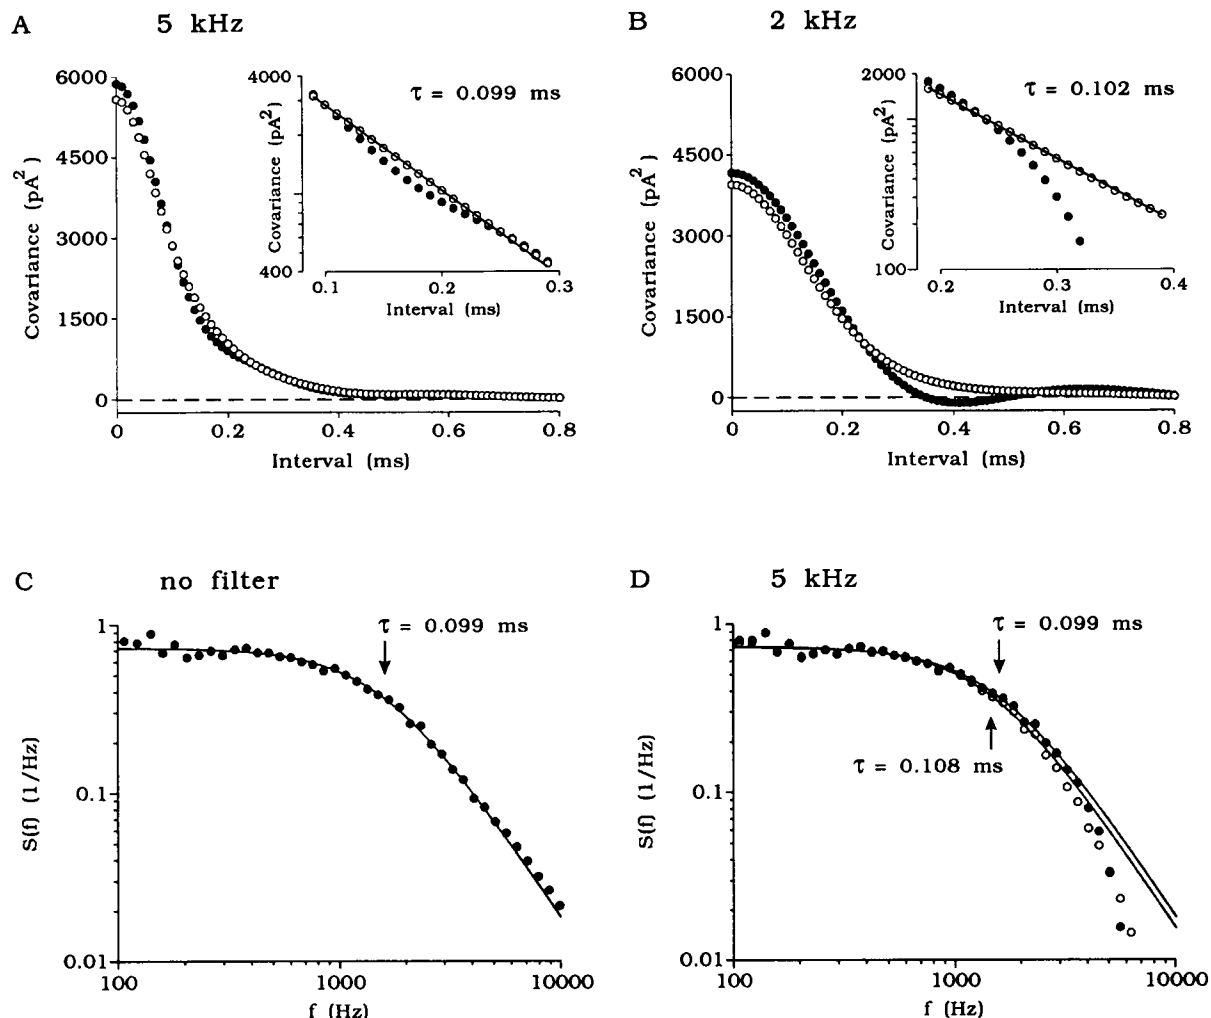 A 5 kHz
6000
4500
3000
1500
0
Covariance (pA²)
0 0.2 0.4 0.6 0.8
Interval (ms)
4000
400
Covariance (pA²)
τ = 0.099 ms
0.1 0.2 0.3
Interval (ms)
B 2 kHz
6000
4500
3000
1500
0
Covariance (pA²)
0 0.2 0.4 0.6 0.8
Interval (ms)
2000
100
Covariance (pA²)
τ = 0.102 ms
0.2 0.3 0.4
Interval (ms)
C no filter
1
0.1
0.01
S(f) (1/Hz)
τ = 0.099 ms
100 1000 10000
f (Hz)
D 5 kHz
1
0.1
0.01
S(f) (1/Hz)
τ = 0.099 ms
τ = 0.108 ms
100 1000 10000
f (Hz)